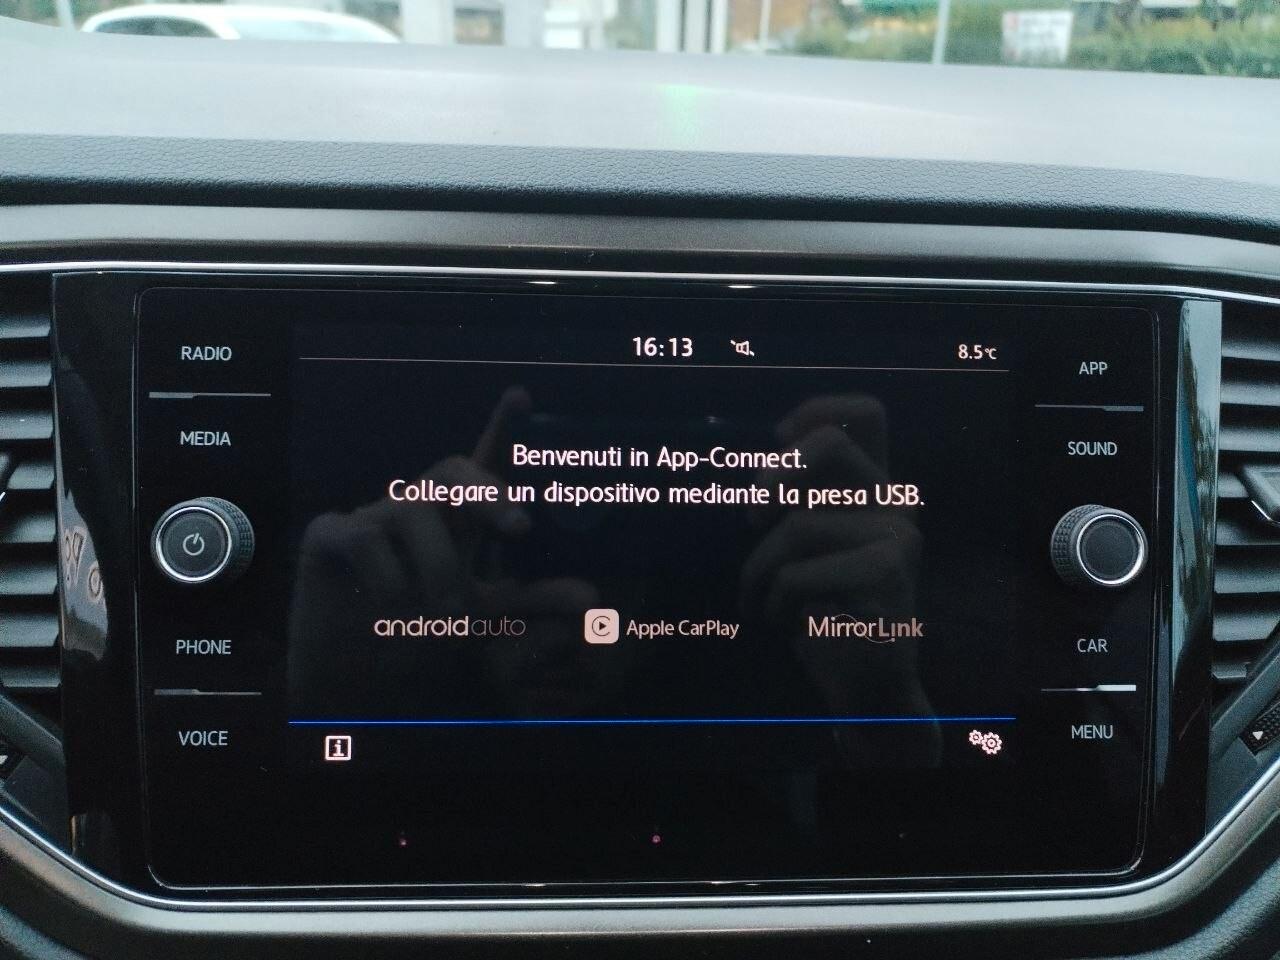 16:13
8.5°C
RADIO
MEDIA
PHONE
VOICE
Benvenuti in App-Connect.
Collegare un dispositivo mediante la presa USB.
androidauto
Apple CarPlay
MirrorLink
i
APP
SOUND
CAR
MENU